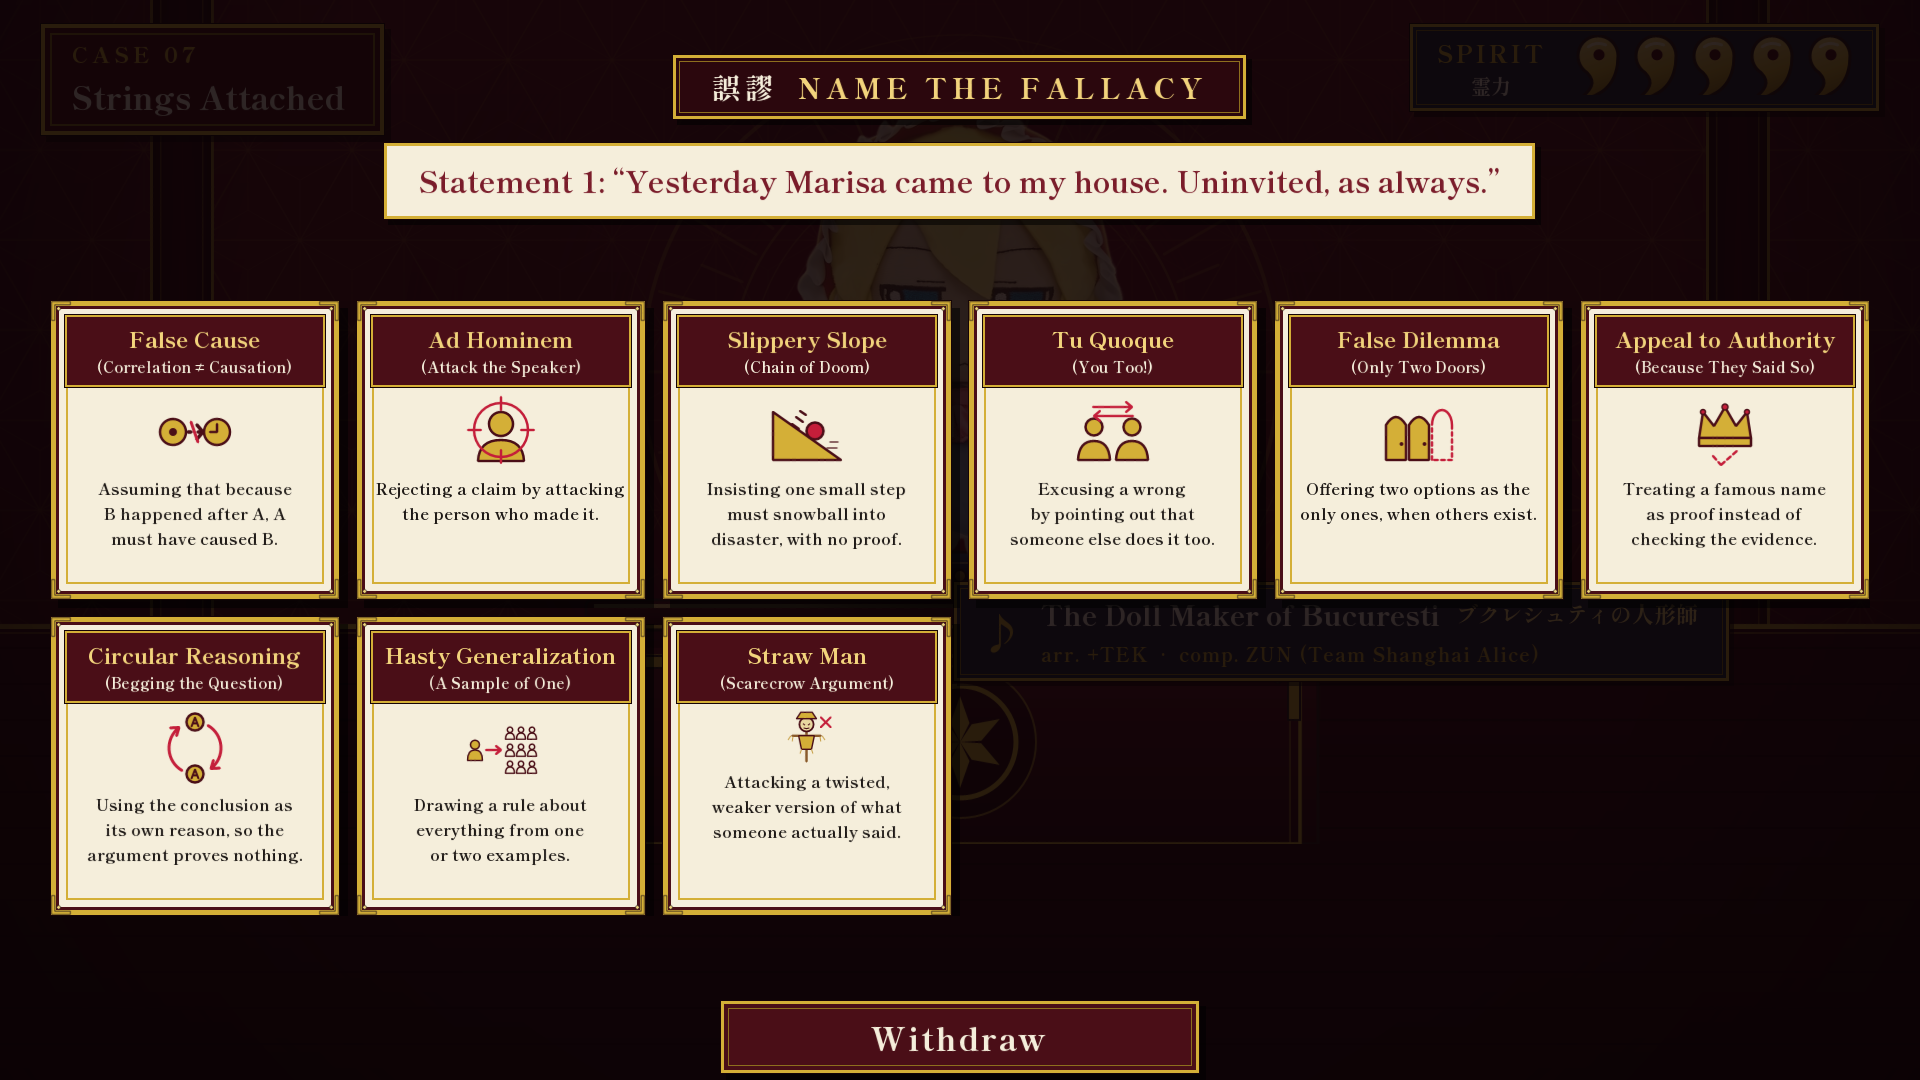 CASE 07
Strings Attached
誤謬 NAME THE FALLACY
SPIRIT
霊力
Statement 1: “Yesterday Marisa came to my house. Uninvited, as always.”
False Cause
(Correlation ≠ Causation)
Assuming that because
B happened after A, A
must have caused B.
Ad Hominem
(Attack the Speaker)
Rejecting a claim by attacking
the person who made it.
Slippery Slope
(Chain of Doom)
Insisting one small step
must snowball into
disaster, with no proof.
Tu Quoque
(You Too!)
Excusing a wrong
by pointing out that
someone else does it too.
False Dilemma
(Only Two Doors)
Offering two options as the
only ones, when others exist.
Appeal to Authority
(Because They Said So)
Treating a famous name
as proof instead of
checking the evidence.
The Doll Maker of Bucuresti ブクレシュティの人形師
arr. +TEK · comp. ZUN (Team Shanghai Alice)
Circular Reasoning
(Begging the Question)
A
A
Using the conclusion as
its own reason, so the
argument proves nothing.
Hasty Generalization
(A Sample of One)
Drawing a rule about
everything from one
or two examples.
Straw Man
(Scarecrow Argument)
Attacking a twisted,
weaker version of what
someone actually said.
Withdraw